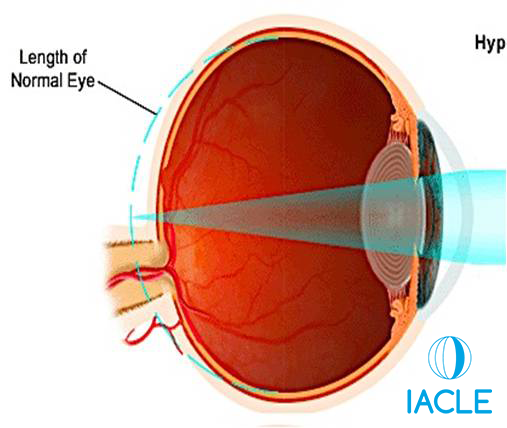 Length of
Normal Eye
Hyp
IACLE